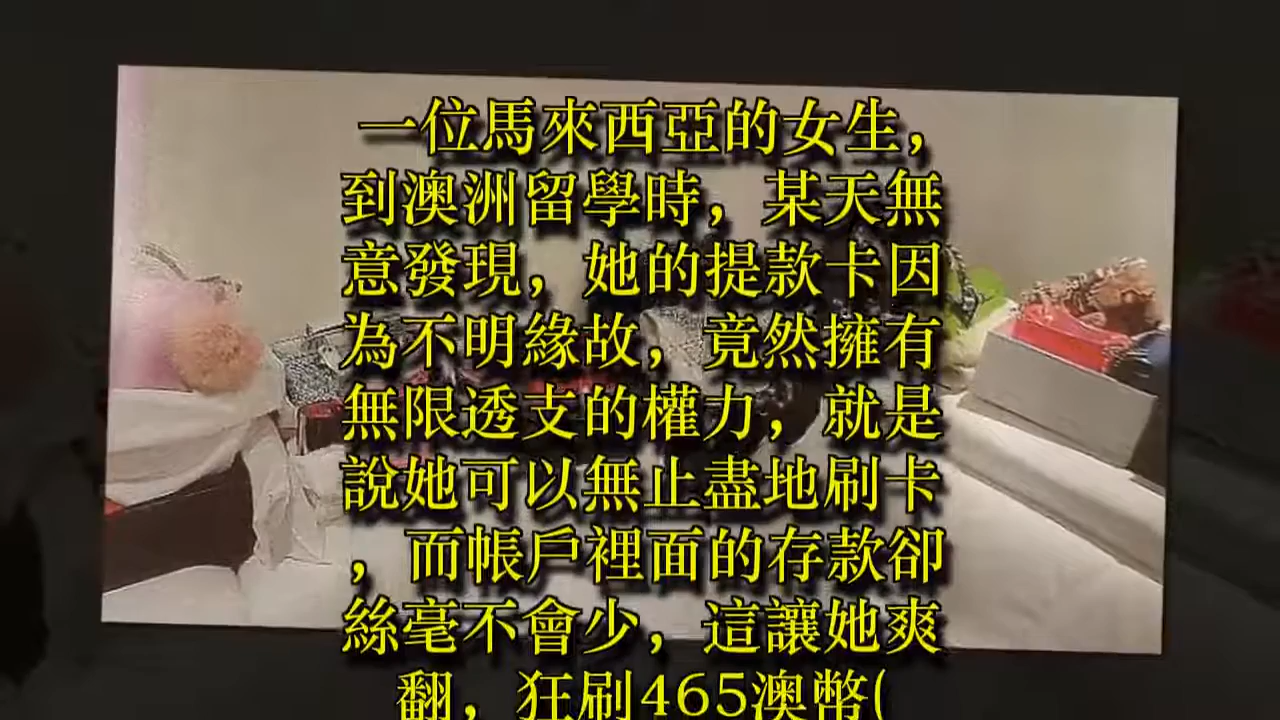 一位馬來西亞的女生，
到澳洲留學時，某天無
意發現，她的提款卡因
為不明緣故，竟然擁有
無限透支的權力，就是
說她可以無止盡地刷卡
，而帳戶裡面的存款卻
絲毫不會少，這讓她爽
翻，狂刷465澳幣(